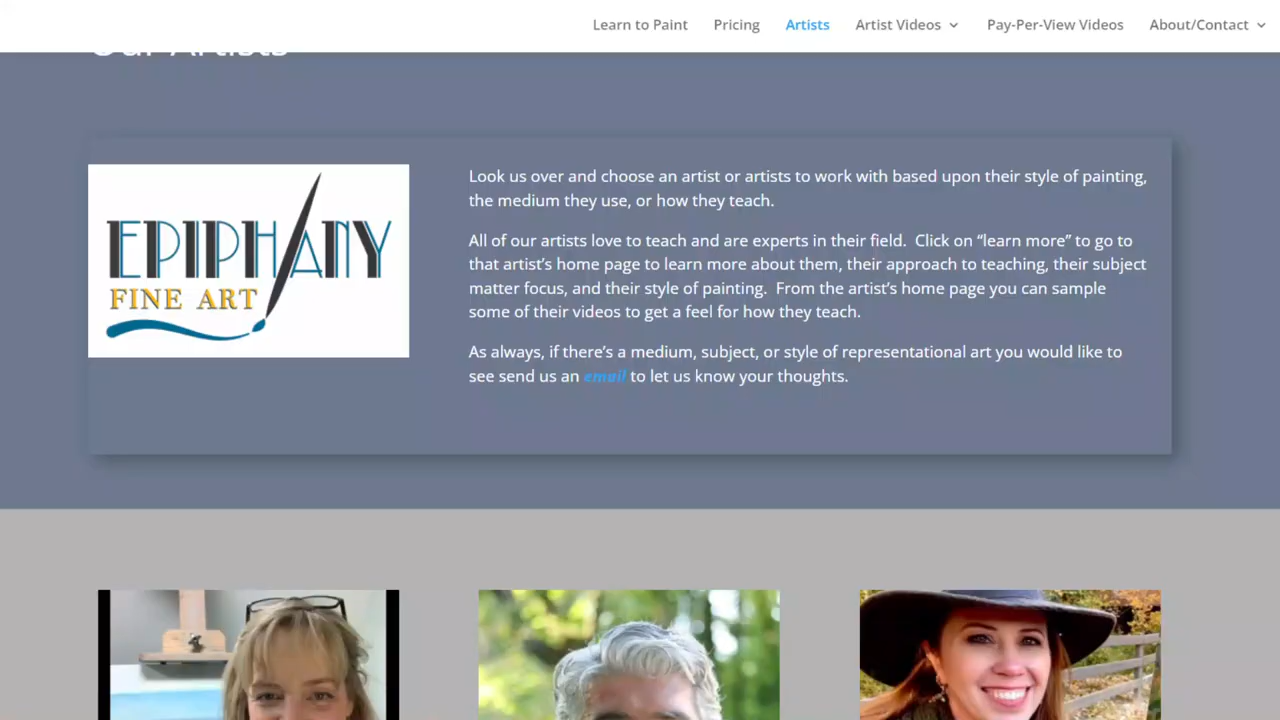 Learn to Paint Pricing Artists Artist Videos Pay-Per-View Videos About/Contact
Our Artists
EPIPHANY
FINE ART
Look us over and choose an artist or artists to work with based upon their style of painting,
the medium they use, or how they teach.
All of our artists love to teach and are experts in their field.  Click on “learn more” to go to
that artist’s home page to learn more about them, their approach to teaching, their subject
matter focus, and their style of painting.  From the artist’s home page you can sample
some of their videos to get a feel for how they teach.
As always, if there’s a medium, subject, or style of representational art you would like to
see send us an email to let us know your thoughts.